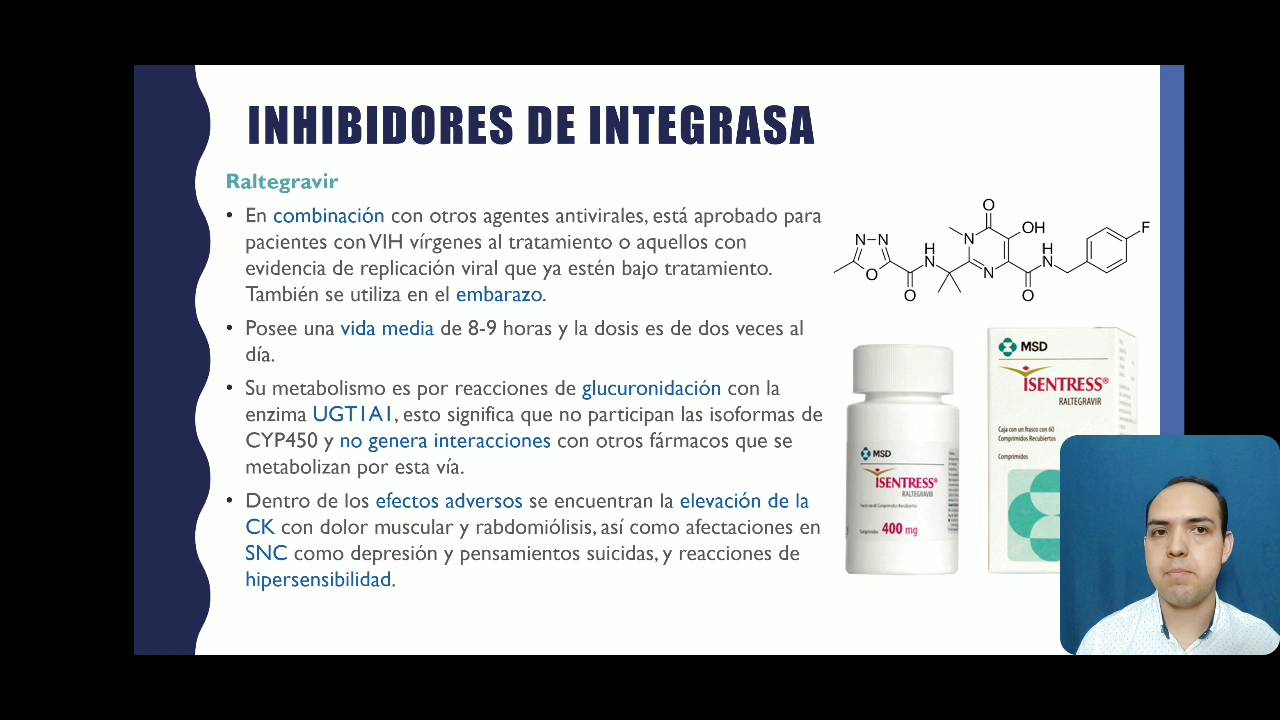 INHIBIDORES DE INTEGRASA
Raltegravir
• En combinación con otros agentes antivirales, está aprobado para
pacientes con VIH vírgenes al tratamiento o aquellos con
evidencia de replicación viral que ya estén bajo tratamiento.
También se utiliza en el embarazo.
• Posee una vida media de 8-9 horas y la dosis es de dos veces al
día.
• Su metabolismo es por reacciones de glucuronidación con la
enzima UGT1A1, esto significa que no participan las isoformas de
CYP450 y no genera interacciones con otros fármacos que se
metabolizan por esta vía.
• Dentro de los efectos adversos se encuentran la elevación de la
CK con dolor muscular y rabdomiólisis, así como afectaciones en
SNC como depresión y pensamientos suicidas, y reacciones de
hipersensibilidad.
O
N
OH
F
N N
H
N
H
N
O
N
O
O
MSD
ISENTRESS®
RALTEGRAVIR
Caja con un frasco con 60
Comprimidos Recubiertos
Comprimidos
MSD
ISENTRESS®
RALTEGRAVIR
Comprimidos 400 mg